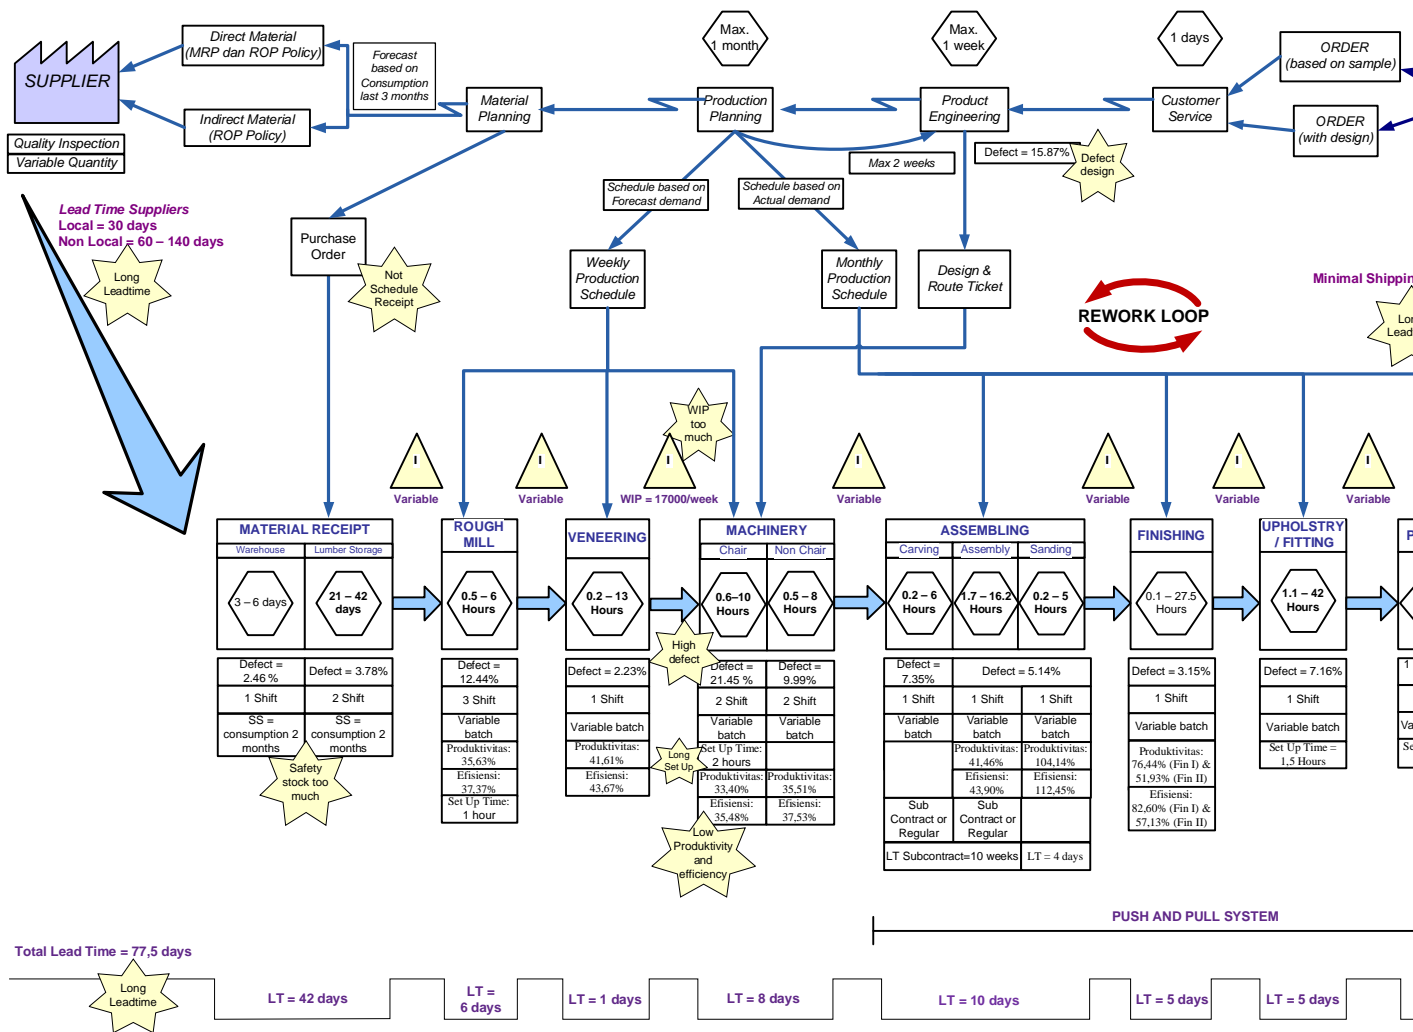 Direct Material
(MRP dan ROP Policy)
Forecast
based on
Consumption
last 3 months
Max.
1 month
Max.
1 week
1 days
ORDER
(based on sample)
SUPPLIER
Material
Planning
Production
Planning
Product
Engineering
Customer
Service
Indirect Material
(ROP Policy)
ORDER
(with design)
Quality Inspection
Variable Quantity
Max 2 weeks
Defect = 15.87%
Defect
design
Lead Time Suppliers
Local = 30 days
Non Local = 60 – 140 days
Schedule based on
Forecast demand
Schedule based on
Actual demand
Long
Leadtime
Purchase
Order
Not
Schedule
Receipt
Weekly
Production
Schedule
Monthly
Production
Schedule
Design &
Route Ticket
REWORK LOOP
Minimal Shippin
Lon
Lead
WIP
too
much
I
Variable
I
Variable
I
WIP = 17000/week
I
Variable
I
Variable
I
Variable
I
Variable
MATERIAL RECEIPT
Warehouse
Lumber Storage
3 – 6 days
21 – 42
days
Defect =
2.46 %
Defect = 3.78%
1 Shift
2 Shift
SS =
consumption 2
months
SS =
consumption 2
months
Safety
stock too
much
ROUGH
MILL
0.5 – 6
Hours
Defect =
12.44%
3 Shift
Variable
batch
Produktivitas:
35,63%
Efisiensi:
37,37%
Set Up Time:
1 hour
VENEERING
0.2 – 13
Hours
Defect = 2.23%
1 Shift
Variable batch
Produktivitas:
41,61%
Efisiensi:
43,67%
MACHINERY
Chair
Non Chair
0.6–10
Hours
0.5 – 8
Hours
High
defect
Defect =
21.45 %
Defect =
9.99%
2 Shift
2 Shift
Variable
batch
Variable
batch
Long
Set Up
Set Up Time:
2 hours
Produktivitas:
33,40%
Produktivitas:
35,51%
Efisiensi:
35,48%
Efisiensi:
37,53%
Low
Produktivity
and
efficiency
ASSEMBLING
Carving
Assembly
Sanding
0.2 – 6
Hours
1.7 – 16.2
Hours
0.2 – 5
Hours
Defect =
7.35%
Defect = 5.14%
1 Shift
1 Shift
1 Shift
Variable
batch
Variable
batch
Variable
batch
Produktivitas:
41,46%
Produktivitas:
104,14%
Efisiensi:
43,90%
Efisiensi:
112,45%
Sub
Contract or
Regular
Sub
Contract or
Regular
LT Subcontract=10 weeks
LT = 4 days
FINISHING
0.1 – 27.5
Hours
Defect = 3.15%
1 Shift
Variable batch
Produktivitas:
76,44% (Fin I) &
51,93% (Fin II)
Efisiensi:
82,60% (Fin I) &
57,13% (Fin II)
UPHOLSTRY
/ FITTING
1.1 – 42
Hours
Defect = 7.16%
1 Shift
Variable batch
Set Up Time =
1,5 Hours
P
1
Va
Se
PUSH AND PULL SYSTEM
Total Lead Time = 77,5 days
Long
Leadtime
LT = 42 days
LT =
6 days
LT = 1 days
LT = 8 days
LT = 10 days
LT = 5 days
LT = 5 days